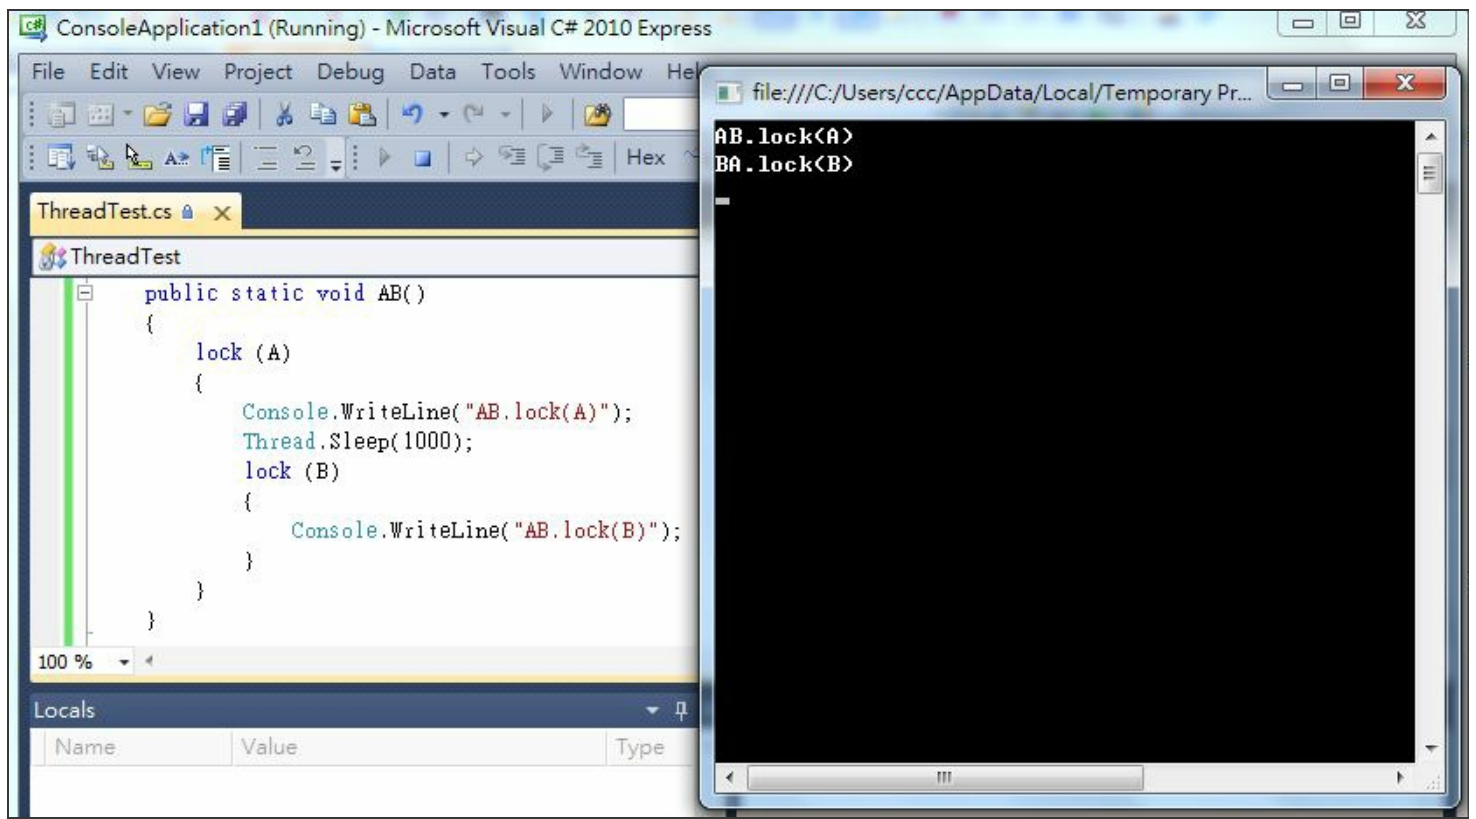 ConsoleApplication1 (Running) - Microsoft Visual C# 2010 Express
File Edit View Project Debug Data Tools Window Hel
Hex
ThreadTest.cs
ThreadTest
public static void AB()
{
lock (A)
{
Console.WriteLine("AB.lock(A)");
Thread.Sleep(1000);
lock (B)
{
Console.WriteLine("AB.lock(B)");
}
}
}
100 %
Locals
Name Value Type
file:///C:/Users/ccc/AppData/Local/Temporary Pr...
AB.lock(A)
BA.lock(B)